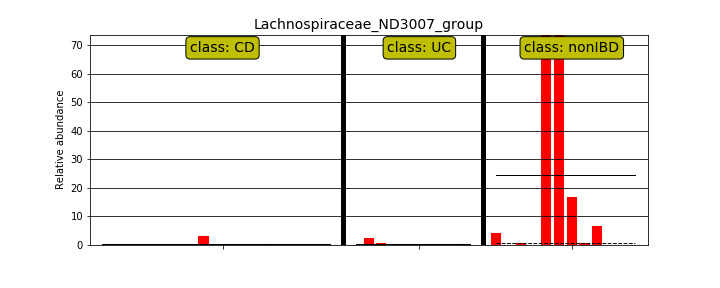 Lachnospiraceae_ND3007_group
class: CD
class: UC
class: nonIBD
Relative abundance
70
60
50
40
30
20
10
0